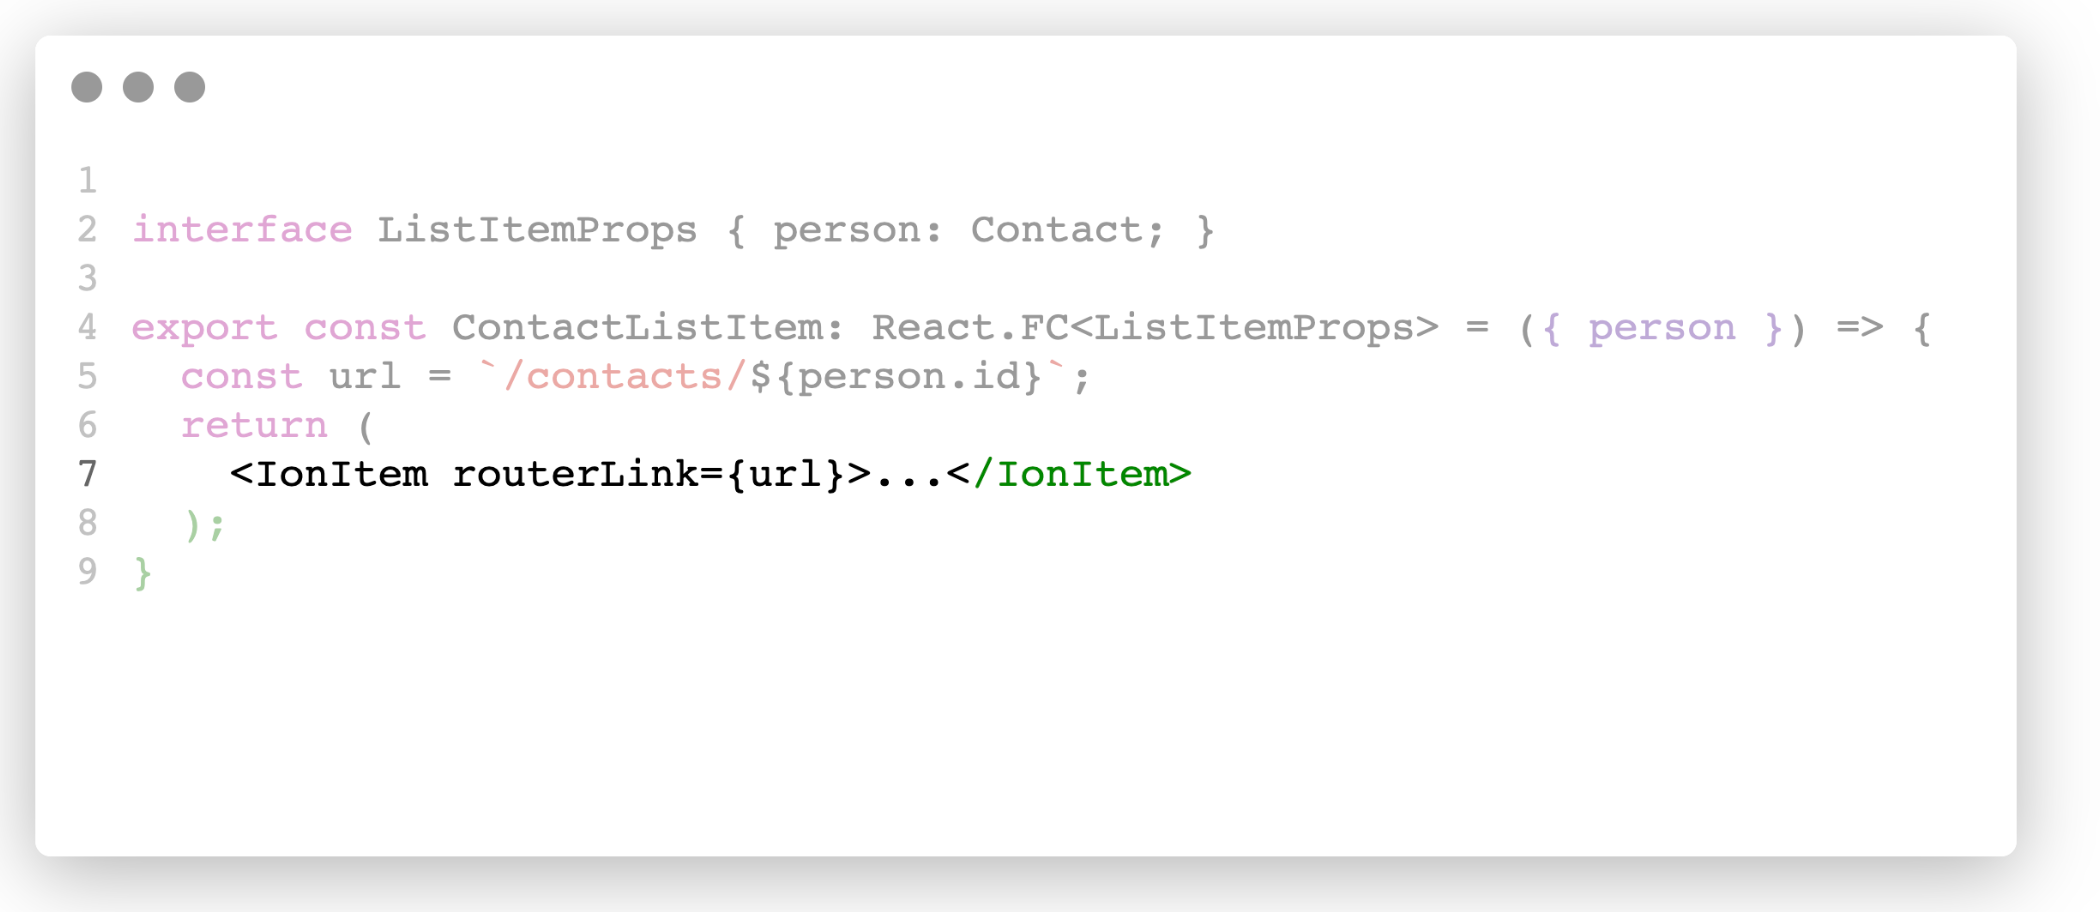 1
2 interface ListItemProps { person: Contact; }
3
4 export const ContactListItem: React.FC<ListItemProps> = ({ person }) => {
5   const url = `/contacts/${person.id}`;
6   return (
7     <IonItem routerLink={url}>...</IonItem>
8   );
9 }